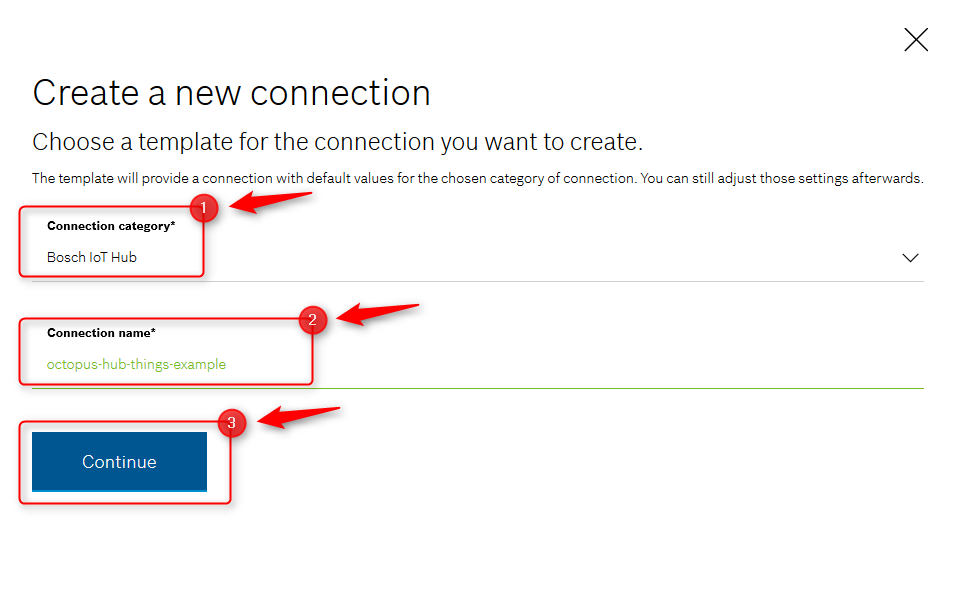 Create a new connection
Choose a template for the connection you want to create.
The template will provide a connection with default values for the chosen category of connection. You can still adjust those settings afterwards.
1
Connection category*
Bosch IoT Hub
2
Connection name*
octopus-hub-things-example
3
Continue